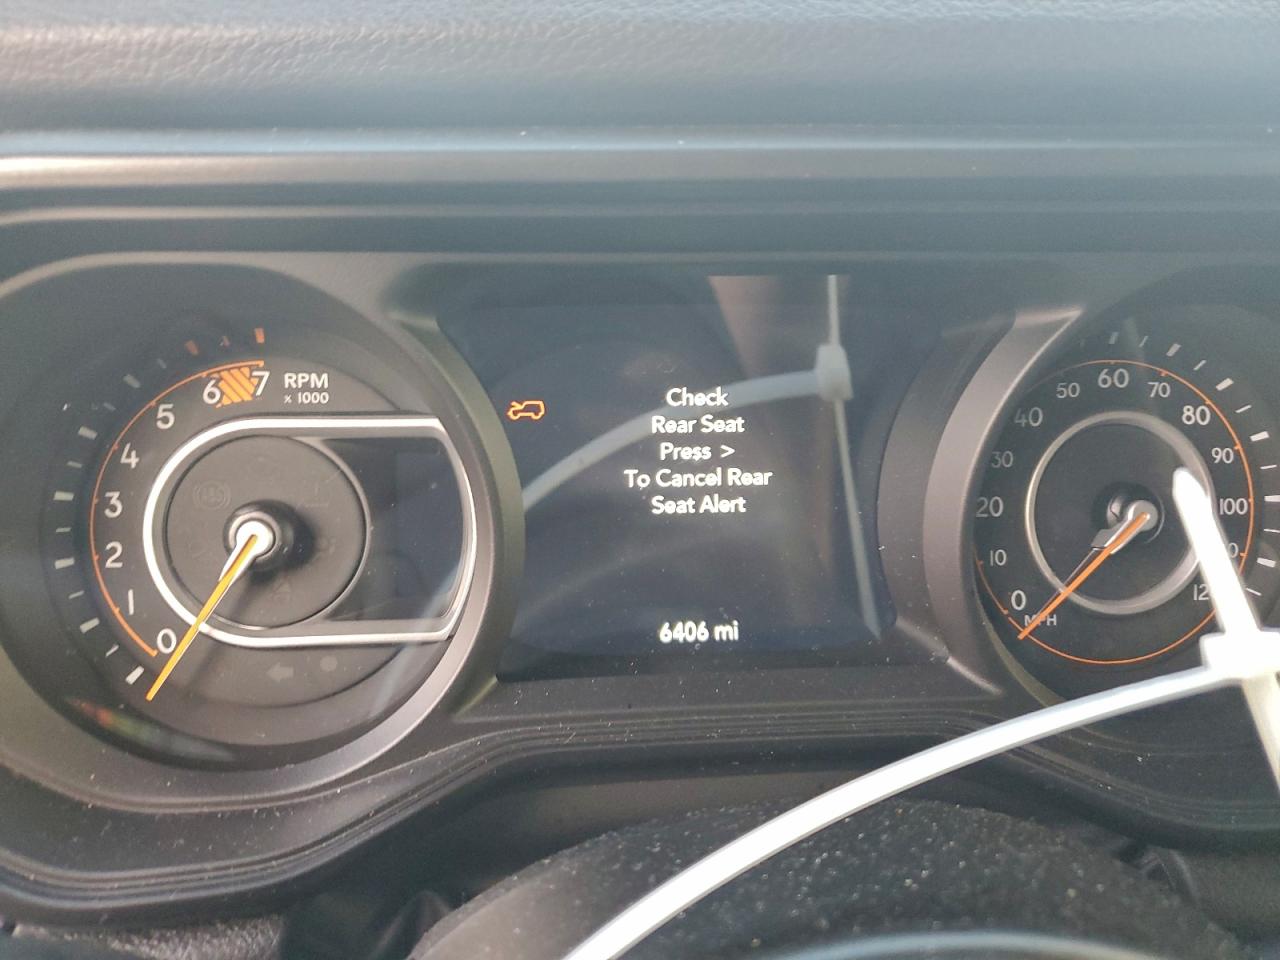 6 7 RPM
x 1000
5
4
3
2
1
0
Check
Rear Seat
Press >
To Cancel Rear
Seat Alert
6406 mi
60
50 70
40 80
30 90
20 100
10
0
MPH